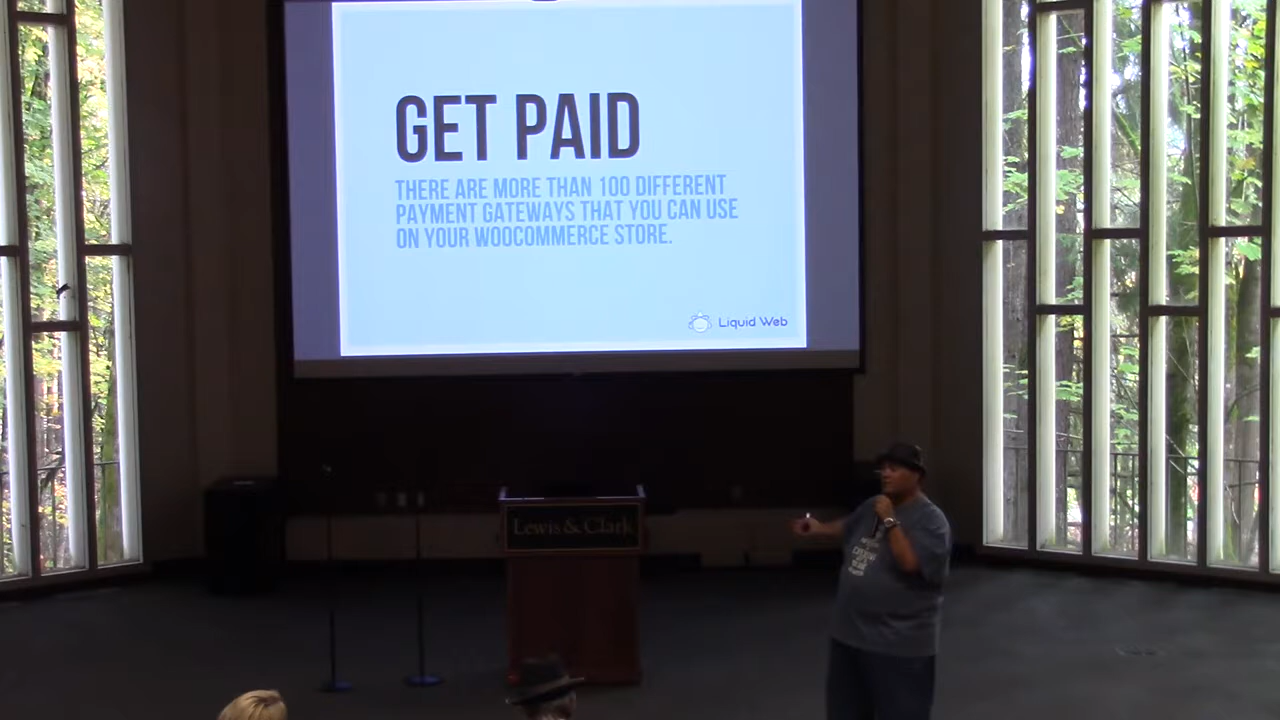 GET PAID
THERE ARE MORE THAN 100 DIFFERENT
PAYMENT GATEWAYS THAT YOU CAN USE
ON YOUR WOOCOMMERCE STORE.
Liquid Web
Lewis & Clark